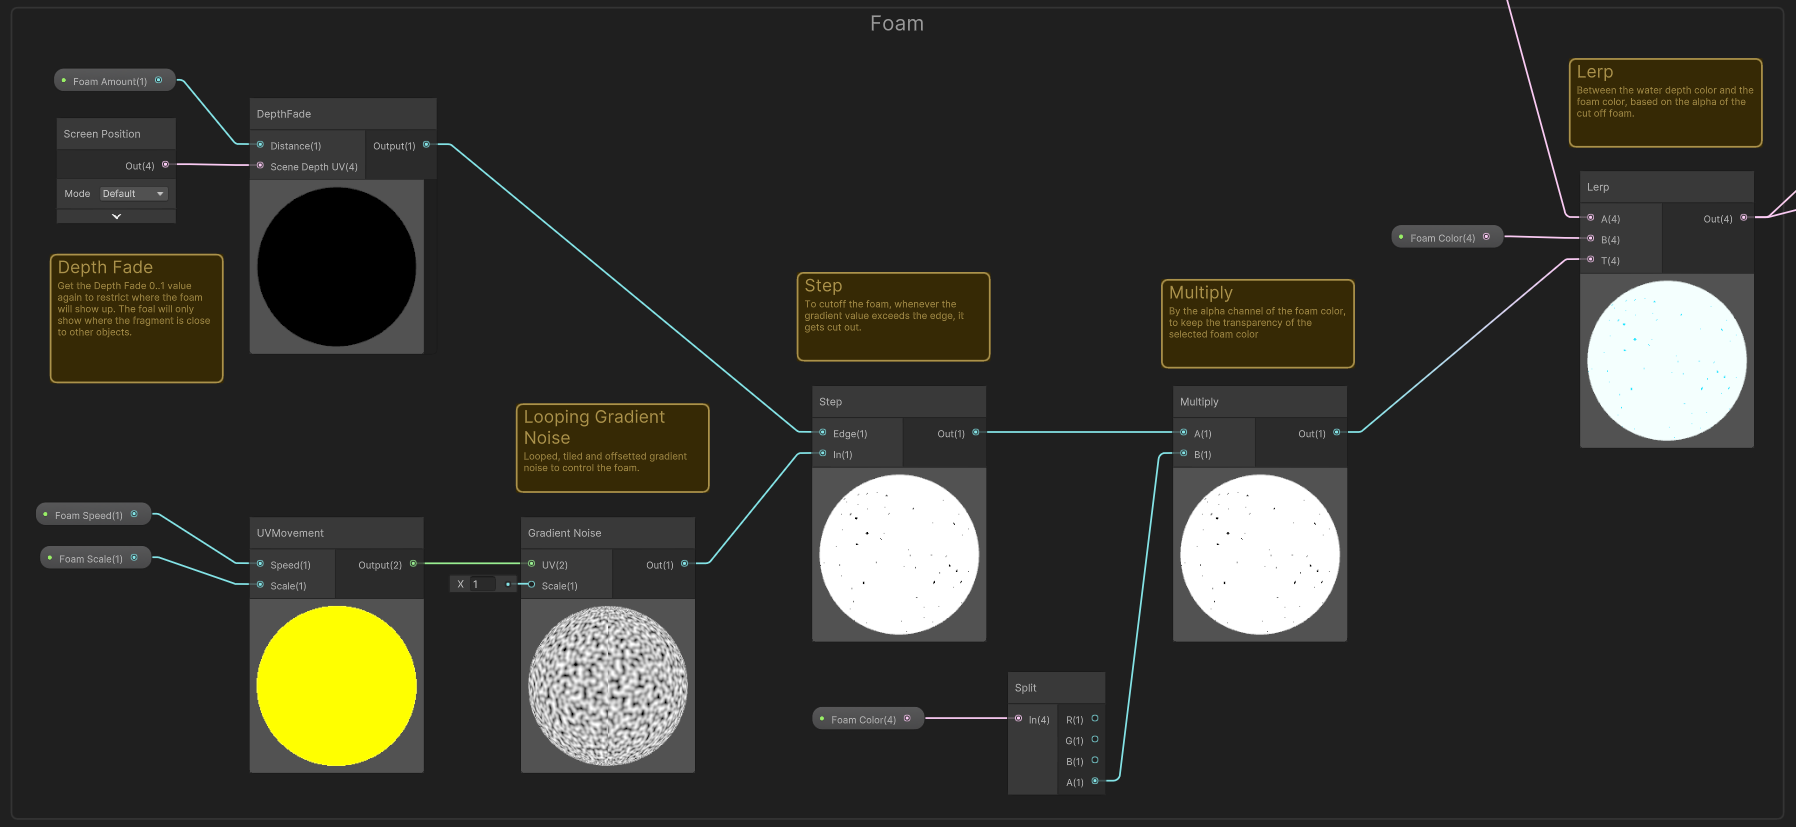 Foam
Foam Amount(1)
DepthFade
Distance(1)
Output(1)
Scene Depth UV(4)
Screen Position
Out(4)
Mode
Default
Depth Fade
Get the Depth Fade 0..1 value
again to restrict where the foam
will show up. The foal will only
show where the fragment is close
to other objects.
Looping Gradient
Noise
Looped, tiled and offsetted gradient
noise to control the foam.
Foam Speed(1)
Foam Scale(1)
UVMovement
Speed(1)
Output(2)
Scale(1)
X 1
Gradient Noise
UV(2)
Out(1)
Scale(1)
Step
To cutoff the foam, whenever the
gradient value exceeds the edge, it
gets cut out.
Step
Edge(1)
Out(1)
In(1)
Foam Color(4)
Split
In(4)
R(1)
G(1)
B(1)
A(1)
Multiply
By the alpha channel of the foam color,
to keep the transparency of the
selected foam color
Multiply
A(1)
Out(1)
B(1)
Lerp
Between the water depth color and the
foam color, based on the alpha of the
cut off foam.
Foam Color(4)
Lerp
A(4)
Out(4)
B(4)
T(4)